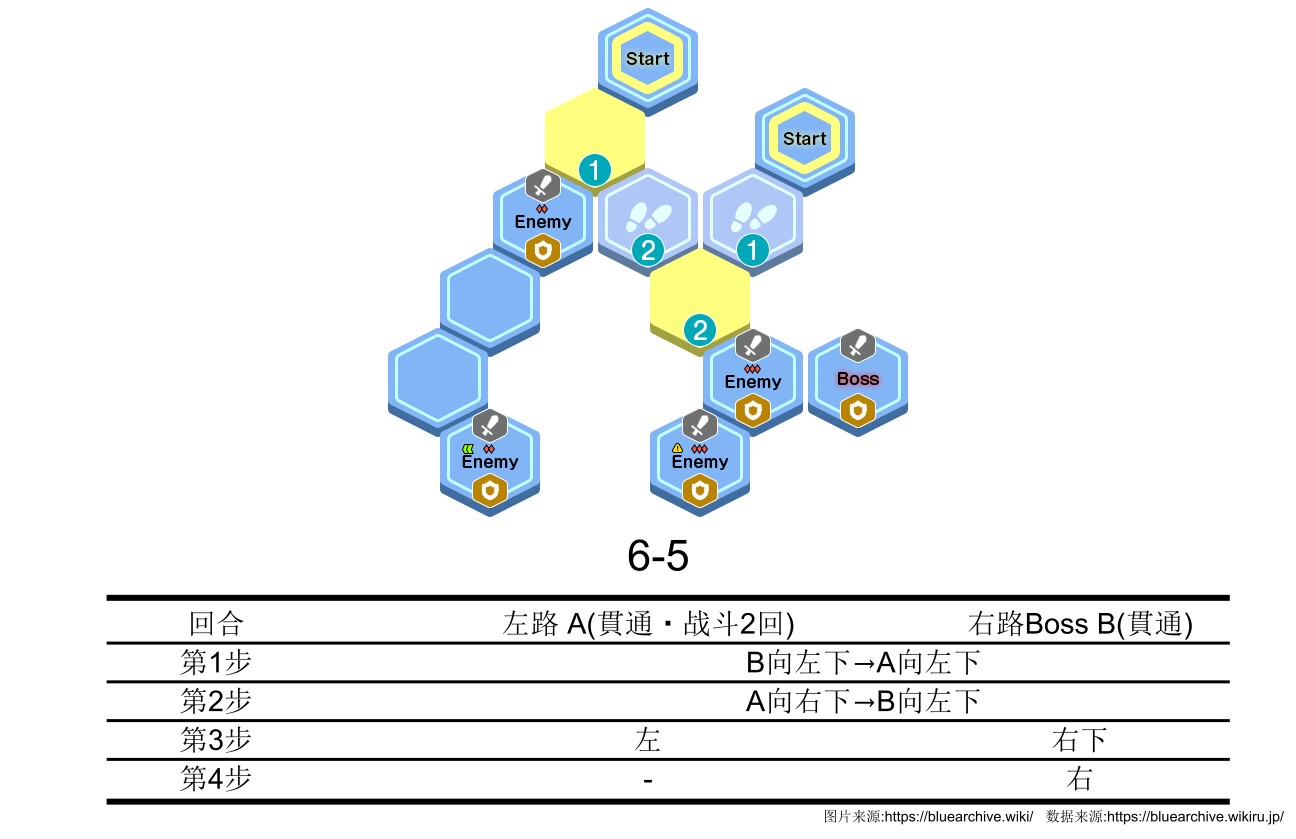 Start
Start
1
Enemy
2
1
2
Enemy
Boss
Enemy
Enemy
6-5
回合 左路 A(貫通・战斗2回) 右路Boss B(貫通)
第1步 B向左下→A向左下
第2步 A向右下→B向左下
第3步 左 右下
第4步 - 右
图片来源:https://bluearchive.wiki/ 数据来源:https://bluearchive.wikiru.jp/